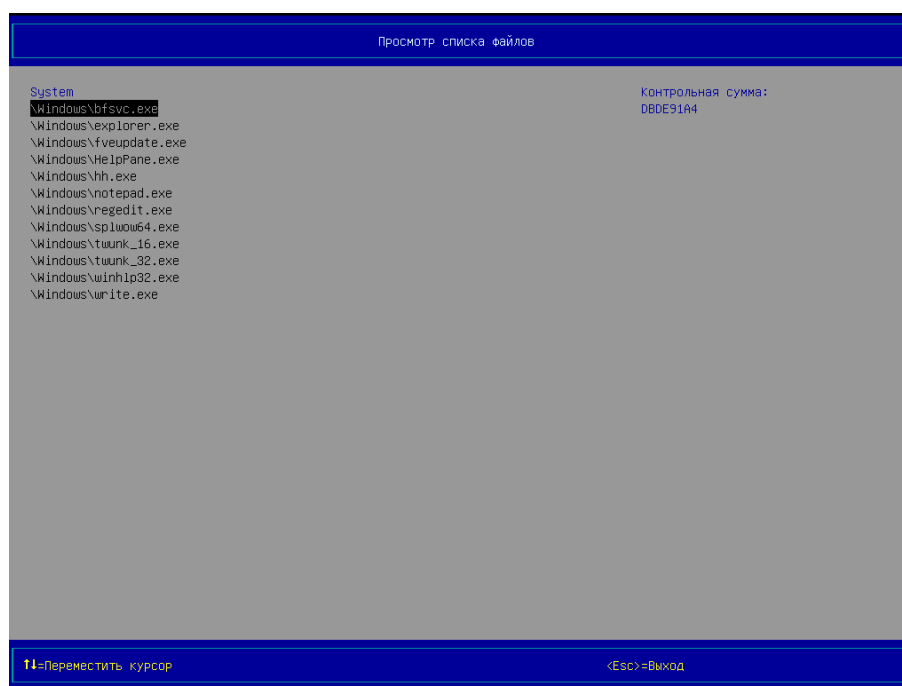 Просмотр списка файлов
System
\Windows\bfsvc.exe
\Windows\explorer.exe
\Windows\fveupdate.exe
\Windows\HelpPane.exe
\Windows\hh.exe
\Windows\notepad.exe
\Windows\regedit.exe
\Windows\splwow64.exe
\Windows\twunk_16.exe
\Windows\twunk_32.exe
\Windows\winhlp32.exe
\Windows\write.exe
Контрольная сумма:
DBDE91A4
↑↓=Переместить курсор
<Esc>=Выход